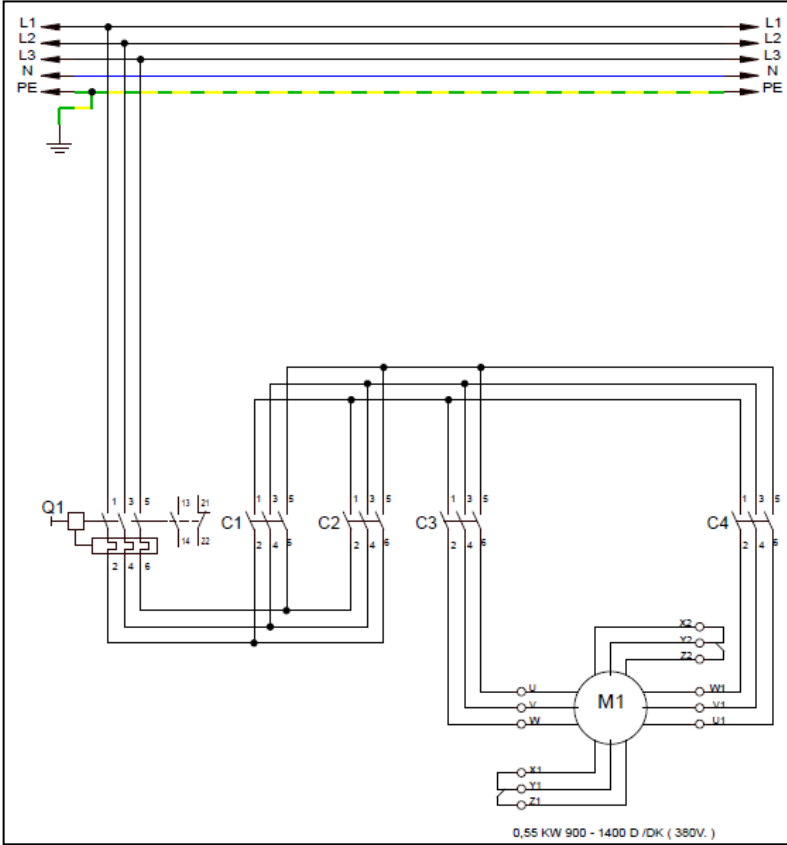 L1 L1
L2 L2
L3 L3
N N
PE PE
Q1 1 3 5 13 21 C1 1 3 5 C2 1 3 5 C3 1 3 5 C4 1 3 5
2 4 6 14 22 2 4 6 2 4 6 2 4 6 2 4 6
X2
Y2
Z2
U M1 W1
V V1
W U1
X1
Y1
Z1
0,55 KW 900 - 1400 D /DK ( 380V. )